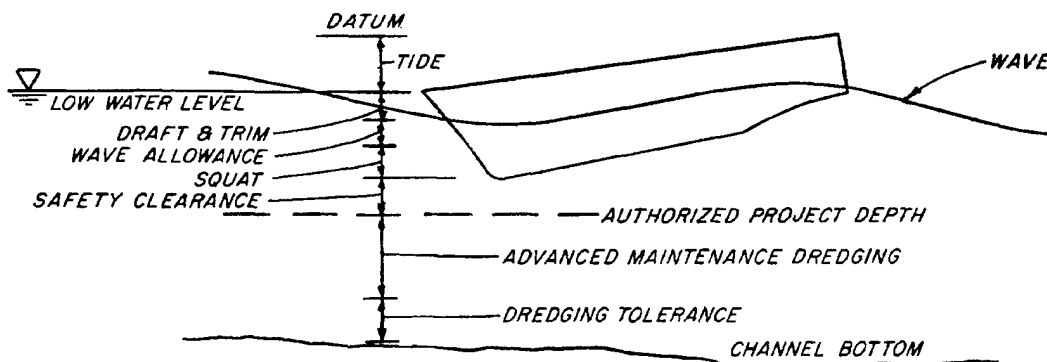 DATUM
TIDE
WAVE
LOW WATER LEVEL
DRAFT & TRIM
WAVE ALLOWANCE
SQUAT
SAFETY CLEARANCE
AUTHORIZED PROJECT DEPTH
ADVANCED MAINTENANCE DREDGING
DREDGING TOLERANCE
CHANNEL BOTTOM